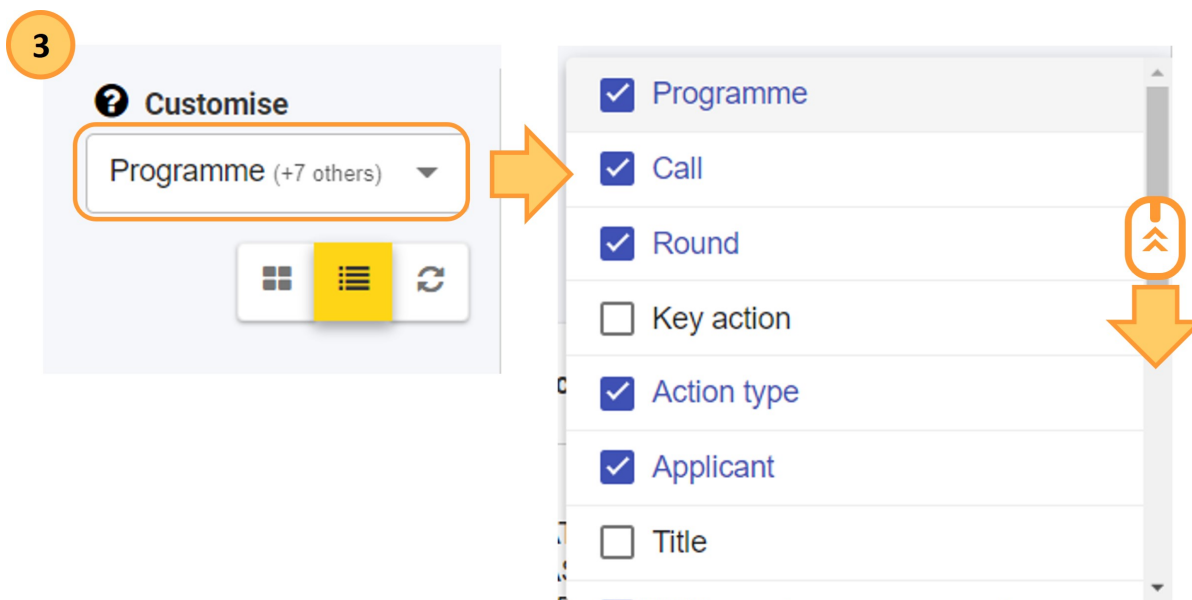 3
Customise
Programme (+7 others)
Programme
Call
Round
Key action
Action type
Applicant
Title